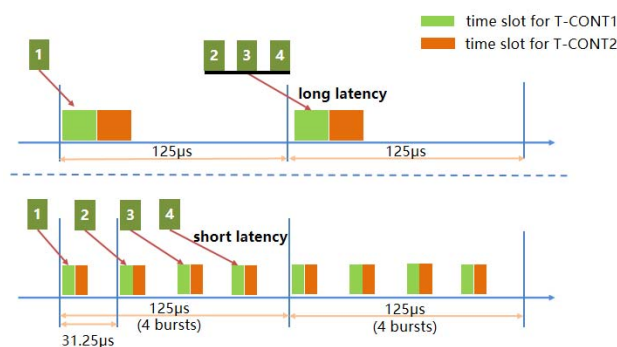 time slot for T-CONT1
time slot for T-CONT2
1
2 3 4
long latency
125μs
125μs
1 2 3 4
short latency
125μs
(4 bursts)
125μs
(4 bursts)
31.25μs